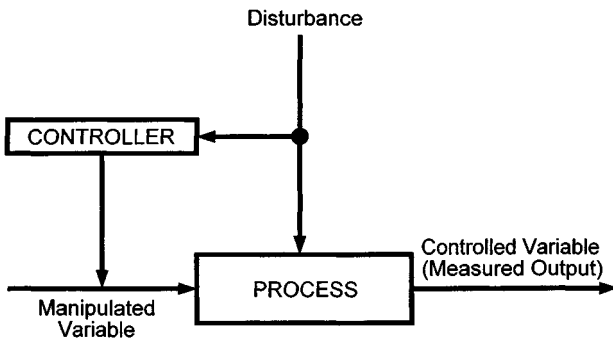 Disturbance
CONTROLLER
Controlled Variable
(Measured Output)
PROCESS
Manipulated
Variable